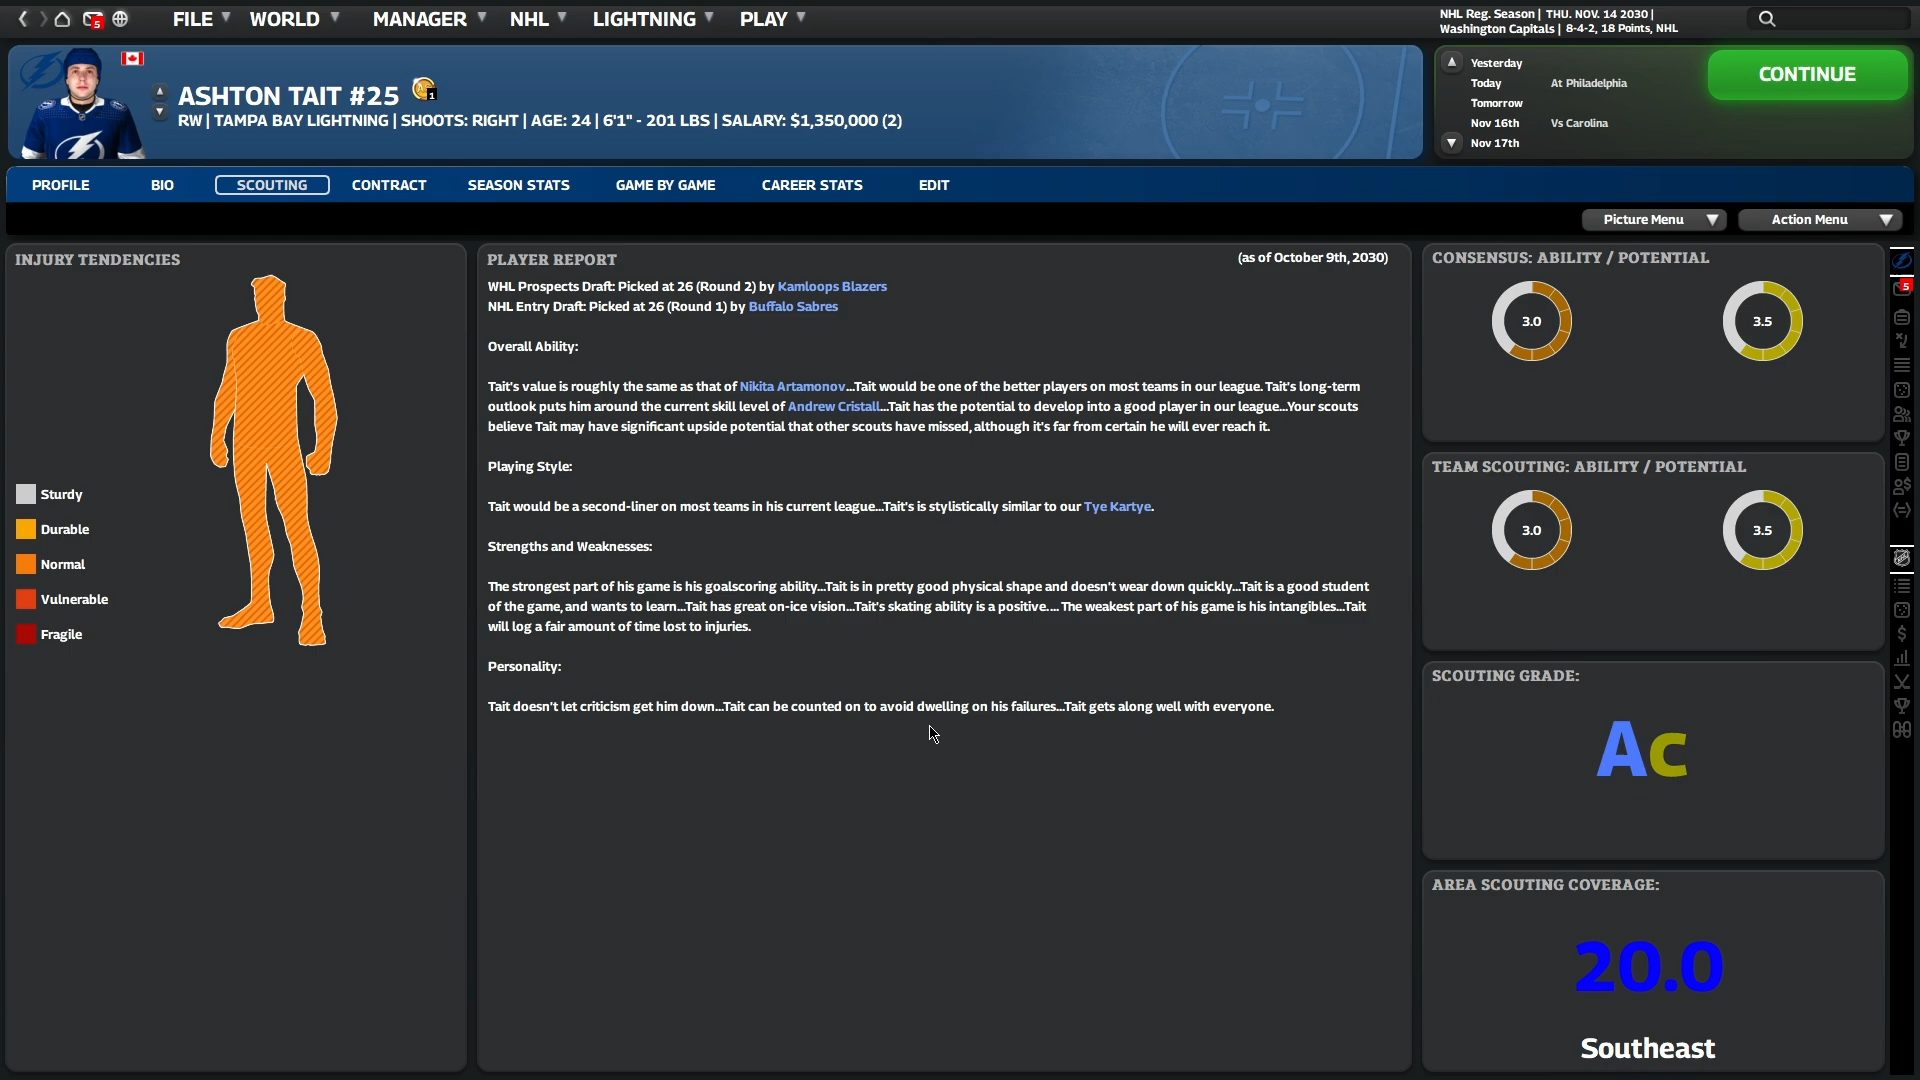 FILE WORLD MANAGER NHL LIGHTNING PLAY
NHL Reg. Season | THU. NOV. 14 2030 |
Washington Capitals | 8-4-2, 18 Points, NHL
5
ASHTON TAIT #25
1
RW | TAMPA BAY LIGHTNING | SHOOTS: RIGHT | AGE: 24 | 6'1" - 201 LBS | SALARY: $1,350,000 (2)
Yesterday
Today At Philadelphia
Tomorrow
Nov 16th Vs Carolina
Nov 17th
CONTINUE
PROFILE BIO SCOUTING CONTRACT SEASON STATS GAME BY GAME CAREER STATS EDIT
Picture Menu Action Menu
INJURY TENDENCIES
Sturdy
Durable
Normal
Vulnerable
Fragile
PLAYER REPORT (as of October 9th, 2030)
WHL Prospects Draft: Picked at 26 (Round 2) by Kamloops Blazers
NHL Entry Draft: Picked at 26 (Round 1) by Buffalo Sabres
Overall Ability:
Tait's value is roughly the same as that of Nikita Artamonov...Tait would be one of the better players on most teams in our league. Tait's long-term
outlook puts him around the current skill level of Andrew Cristall...Tait has the potential to develop into a good player in our league...Your scouts
believe Tait may have significant upside potential that other scouts have missed, although it's far from certain he will ever reach it.
Playing Style:
Tait would be a second-liner on most teams in his current league...Tait's is stylistically similar to our Tye Kartye.
Strengths and Weaknesses:
The strongest part of his game is his goalscoring ability...Tait is in pretty good physical shape and doesn't wear down quickly...Tait is a good student
of the game, and wants to learn...Tait has great on-ice vision...Tait's skating ability is a positive.... The weakest part of his game is his intangibles...Tait
will log a fair amount of time lost to injuries.
Personality:
Tait doesn't let criticism get him down...Tait can be counted on to avoid dwelling on his failures...Tait gets along well with everyone.
CONSENSUS: ABILITY / POTENTIAL
3.0 3.5
TEAM SCOUTING: ABILITY / POTENTIAL
3.0 3.5
SCOUTING GRADE:
Ac
AREA SCOUTING COVERAGE:
20.0
Southeast
5